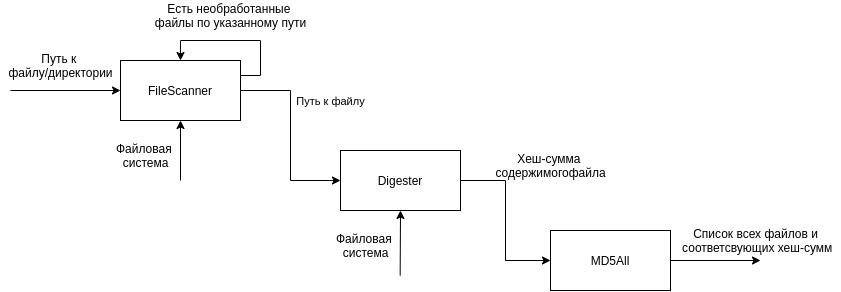 Есть необработанные
файлы по указанному пути
Путь к
файлу/директории
FileScanner
Путь к файлу
Файловая
система
Digester
Хеш-сумма
содержимогофайла
Файловая
система
MD5All
Список всех файлов и
соответсвующих хеш-сумм